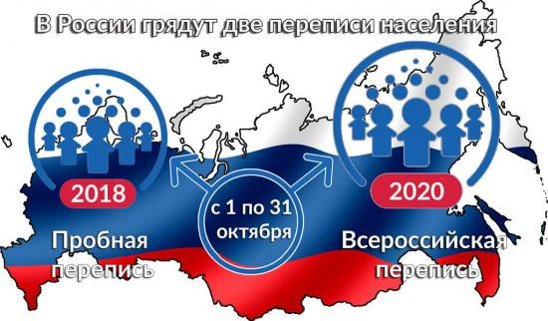 В России грядут две переписи населения
2018
Пробная
перепись
с 1 по 31
октября
2020
Всероссийская
перепись